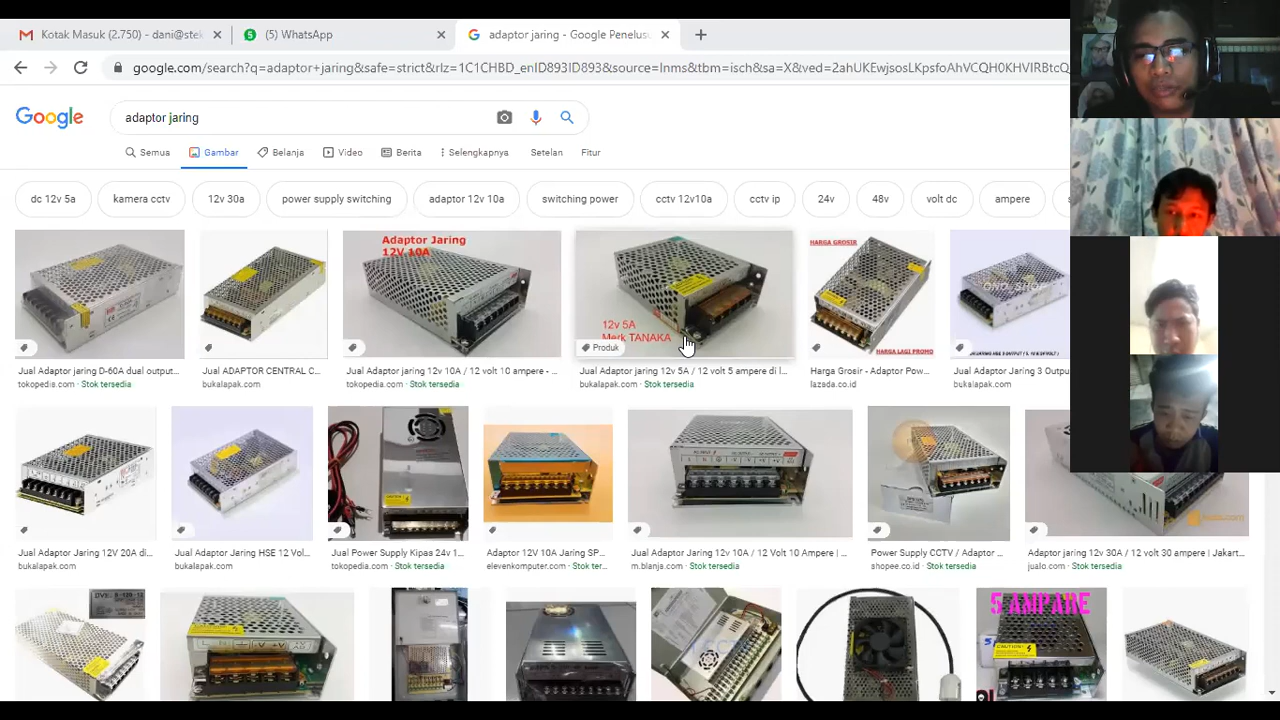 Kotak Masuk (2.750) - dani@stek
WhatsApp
adaptor jaring - Google Penelusu
google.com/search?q=adaptor+jaring&safe=strict&rlz=1C1CHBD_enID893ID893&source=lnms&tbm=isch&sa=X&ved=2ahUKEwjsosLKpsfoAhVCQH0KHVIRBtcQ
Google
adaptor jaring
Semua
Gambar
Belanja
Video
Berita
Selengkapnya
Setelan
Fitur
dc 12v 5a
kamera cctv
12v 30a
power supply switching
adaptor 12v 10a
switching power
cctv 12v10a
cctv ip
24v
48v
volt dc
ampere
Adaptor Jaring
12V 10A
12v 5A
Merk TANAKA
Produk
HARGA GROSIR
HARGA LAGI PROMO
Jual Adaptor jaring D-60A dual output...
tokopedia.com · Stok tersedia
Jual ADAPTOR CENTRAL C...
bukalapak.com
Jual Adaptor jaring 12v 10A / 12 volt 10 ampere - ...
tokopedia.com · Stok tersedia
Jual Adaptor jaring 12v 5A / 12 volt 5 ampere di l...
bukalapak.com · Stok tersedia
Harga Grosir - Adaptor Pow...
lazada.co.id
Jual Adaptor Jaring 3 Outpu
bukalapak.com · Stok tersedia
Jual Adaptor Jaring 12V 20A di...
bukalapak.com
Jual Adaptor Jaring HSE 12 Vol...
bukalapak.com
Jual Power Supply Kipas 24v 1...
tokopedia.com · Stok tersedia
Adaptor 12V 10A Jaring SP...
elevenkomputer.com · Stok ter...
Jual Adaptor Jaring 12v 10A / 12 Volt 10 Ampere | ...
m.blanja.com · Stok tersedia
Power Supply CCTV / Adaptor ...
shopee.co.id · Stok tersedia
Adaptor jaring 12v 30A / 12 volt 30 ampere | Jakart...
jualo.com · Stok tersedia
5 AMPARE